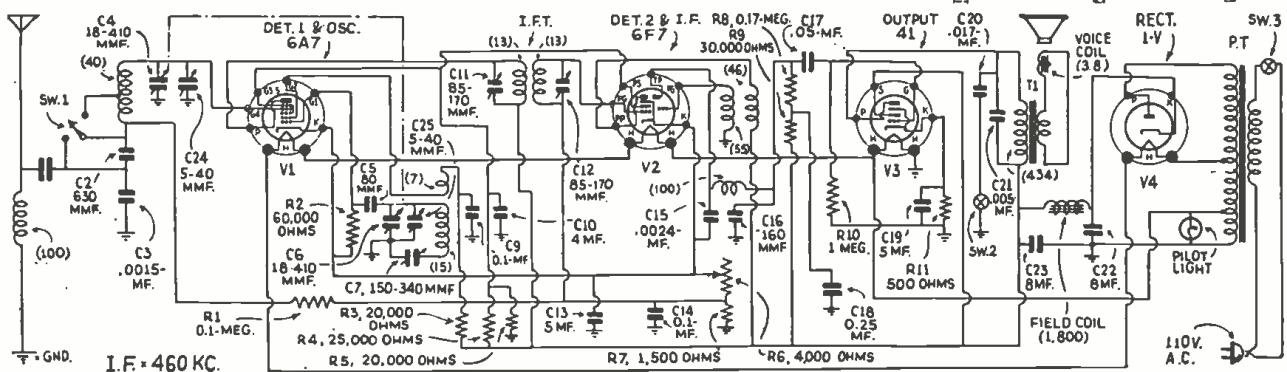 C4
18-410
MMF.
(40)
SW.1
C2
630
MMF.
C3
.0015-
MF.
(100)
C24
5-40
MMF.
=GND.
I.F.=460 KC.
R1
0.1-MEG.
DET.1 & OSC.
6A7
G3
G5
G2
G1
G4
P
K
H
H
V1
R2
60,000
OHMS
C5
80
MMF
C6
18-410
MMF.
C7, 150-340 MMF
C25
5-40
MMF.
(7)
(15)
R3, 20,000
OHMS
R4, 25,000 OHMS
R5, 20,000 OHMS
I.F.T.
(13)
(13)
C11
85-
170
MMF.
C12
85-170
MMF.
C9
0.1-MF
C10
4 MF.
C13
5 MF.
C14
0.1-
MF.
DET.2 & I.F.
6F7
K
H
H
PP
V2
(46)
(55)
(100)
C15
.0024-
MF.
C16
160
MMF
R7, 1,500 OHMS
R6, 4,000 OHMS
R8, 0.17-MEG.
R9
30,000 OHMS
C17
.05-MF.
R10
1 MEG.
C18
0.25
MF.
OUTPUT
41
S
G
P
K
H
H
V3
C19
5 MF.
R11
500 OHMS
C20
.017-
MF.
C21
.005-
MF.
SW.2
VOICE
COIL
(3.8)
T1
(434)
C23
8MF.
C22
8MF.
FIELD COIL
(1,800)
RECT.
1-V
P
K
H
H
V4
P.T
SW.3
PILOT
LIGHT
110V.
A.C.